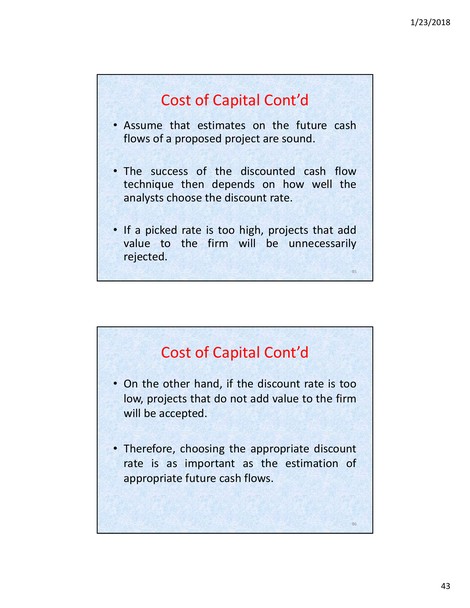 1/23/2018
Cost of Capital Cont’d
• Assume that estimates on the future cash
flows of a proposed project are sound.
• The success of the discounted cash flow
technique then depends on how well the
analysts choose the discount rate.
• If a picked rate is too high, projects that add
value to the firm will be unnecessarily
rejected.
Cost of Capital Cont’d
• On the other hand, if the discount rate is too
low, projects that do not add value to the firm
will be accepted.
• Therefore, choosing the appropriate discount
rate is as important as the estimation of
appropriate future cash flows.
43